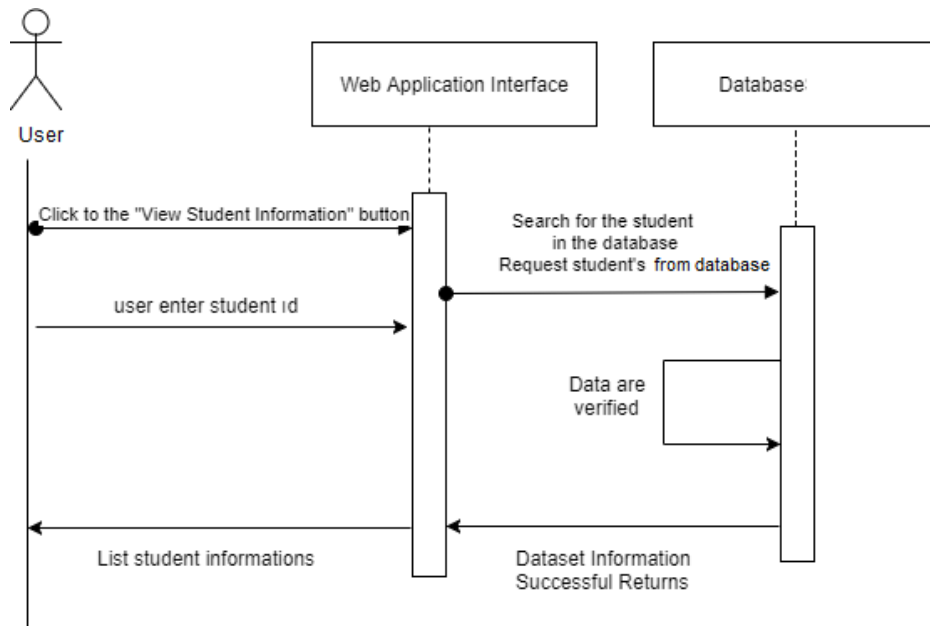 User
Web Application Interface
Database:
Click to the "View Student Information" button
Search for the student
in the database
Request student's from database
user enter student id
Data are
verified
List student informations
Dataset Information
Successful Returns